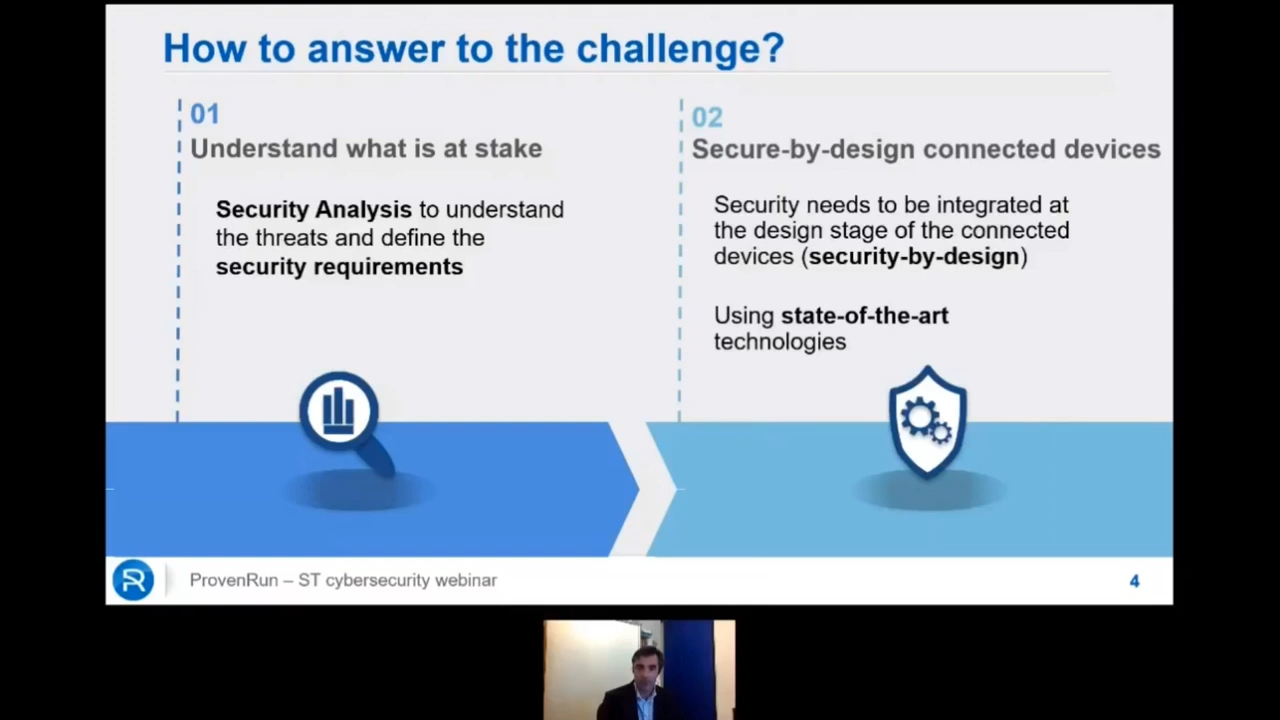 How to answer to the challenge?
01
Understand what is at stake
Security Analysis to understand
the threats and define the
security requirements
02
Secure-by-design connected devices
Security needs to be integrated at
the design stage of the connected
devices (security-by-design)
Using state-of-the-art
technologies
ProvenRun – ST cybersecurity webinar
4